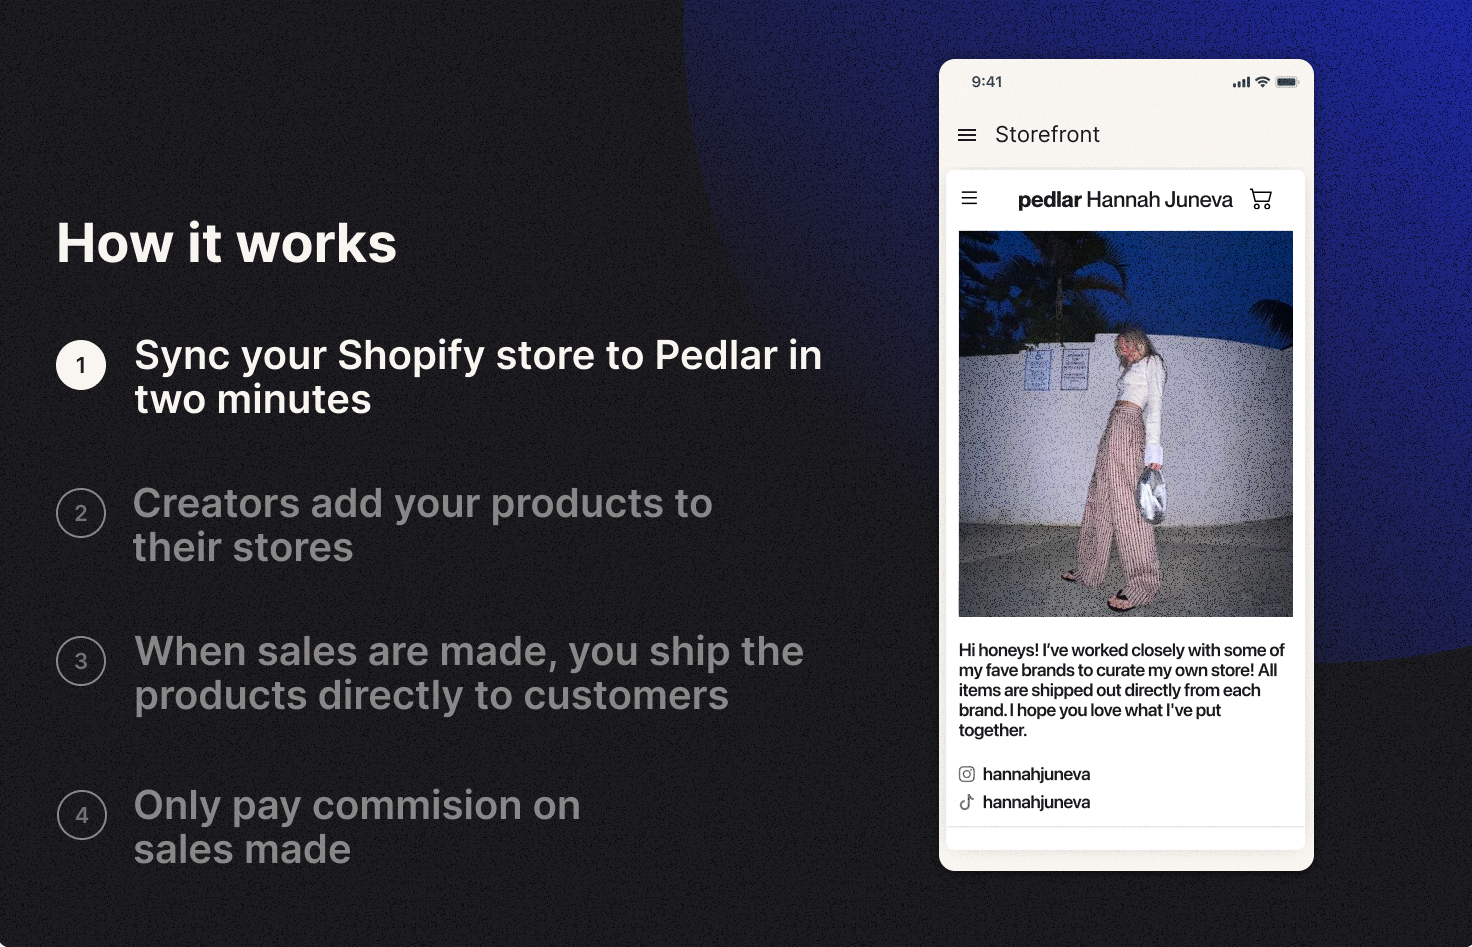 How it works
1
Sync your Shopify store to Pedlar in
two minutes
2
Creators add your products to
their stores
3
When sales are made, you ship the
products directly to customers
4
Only pay commision on
sales made
9:41
Storefront
pedlar Hannah Juneva
Hi honeys! I've worked closely with some of
my fave brands to curate my own store! All
items are shipped out directly from each
brand. I hope you love what I've put
together.
hannahjuneva
hannahjuneva